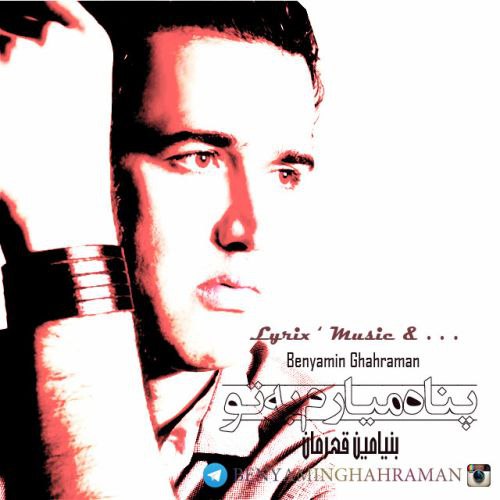 Lyrix ' Music & . . .
Benyamin Ghahraman
پناه میارم به تو
بنیامین قهرمان
BENYAMINGHAHRAMAN